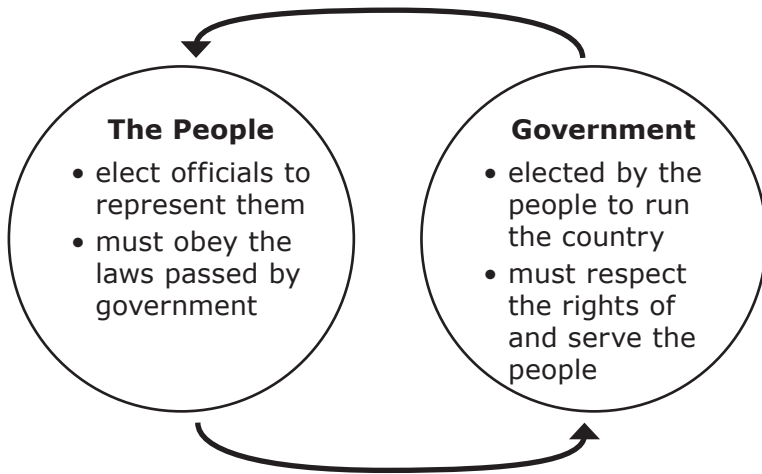 The People
• elect officials to
represent them
• must obey the
laws passed by
government
Government
• elected by the
people to run
the country
• must respect
the rights of
and serve the
people